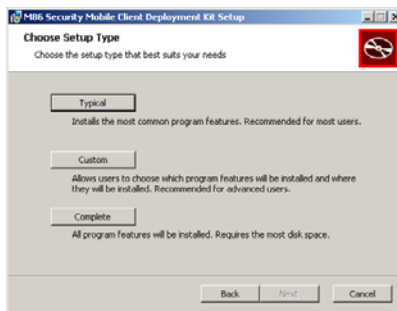 M86 Security Mobile Client Deployment Kit Setup
Choose Setup Type
Choose the setup type that best suits your needs
Typical
Installs the most common program features. Recommended for most users.
Custom
Allows users to choose which program features will be installed and where
they will be installed. Recommended for advanced users.
Complete
All program features will be installed. Requires the most disk space.
Back Next Cancel